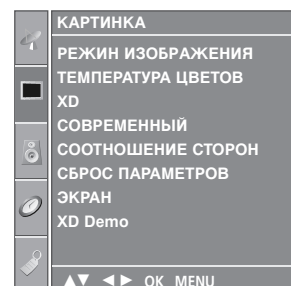 КАРТИНКА
РЕЖИН ИЗОБРАЖЕНИЯ
ТЕМПЕРАТУРА ЦВЕТОВ
XD
СОВРЕМЕННЫЙ
СООТНОШЕНИЕ СТОРОН
СБРОС ПАРАМЕТРОВ
ЭКРАН
XD Demo
▲▼ ◄► OK MENU